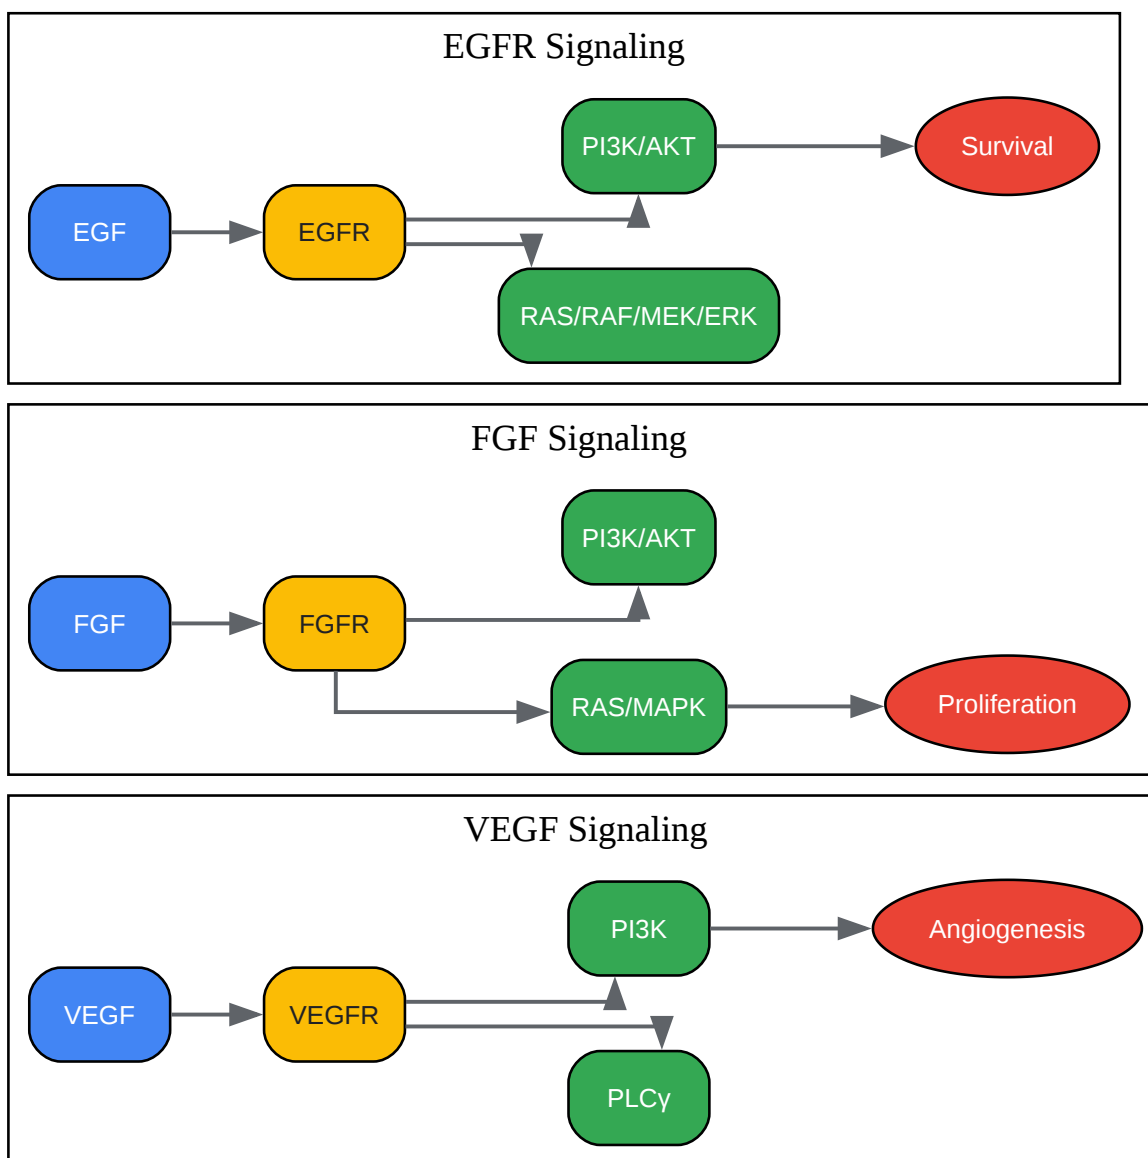 EGFR Signaling
PI3K/AKT
Survival
EGF
EGFR
RAS/RAF/MEK/ERK
FGF Signaling
PI3K/AKT
FGF
FGFR
RAS/MAPK
Proliferation
VEGF Signaling
PI3K
Angiogenesis
VEGF
VEGFR
PLCγ